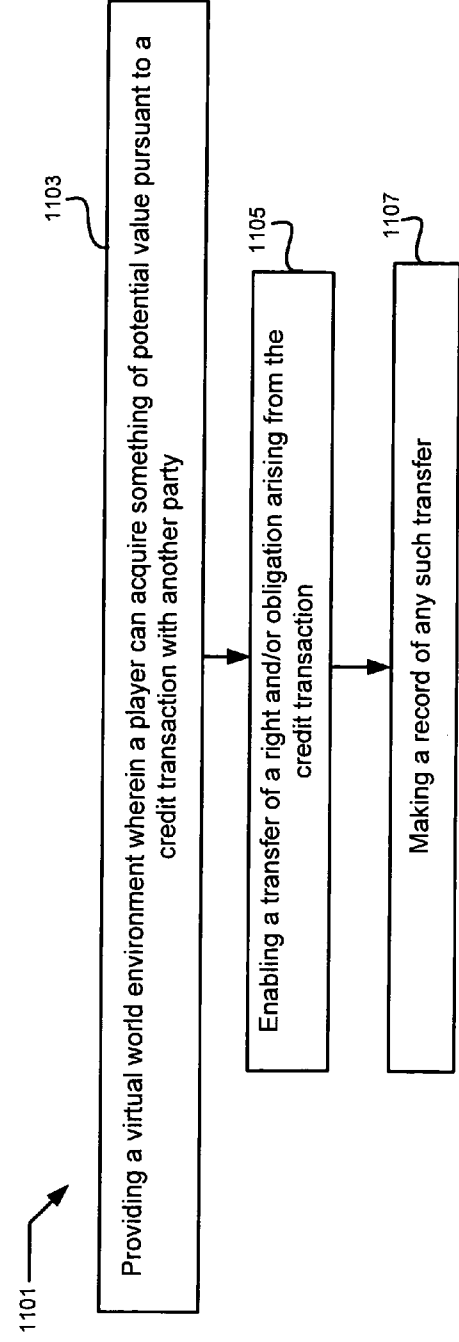 1101
1103
Providing a virtual world environment wherein a player can acquire something of potential value pursuant to a
credit transaction with another party
1105
Enabling a transfer of a right and/or obligation arising from the
credit transaction
1107
Making a record of any such transfer